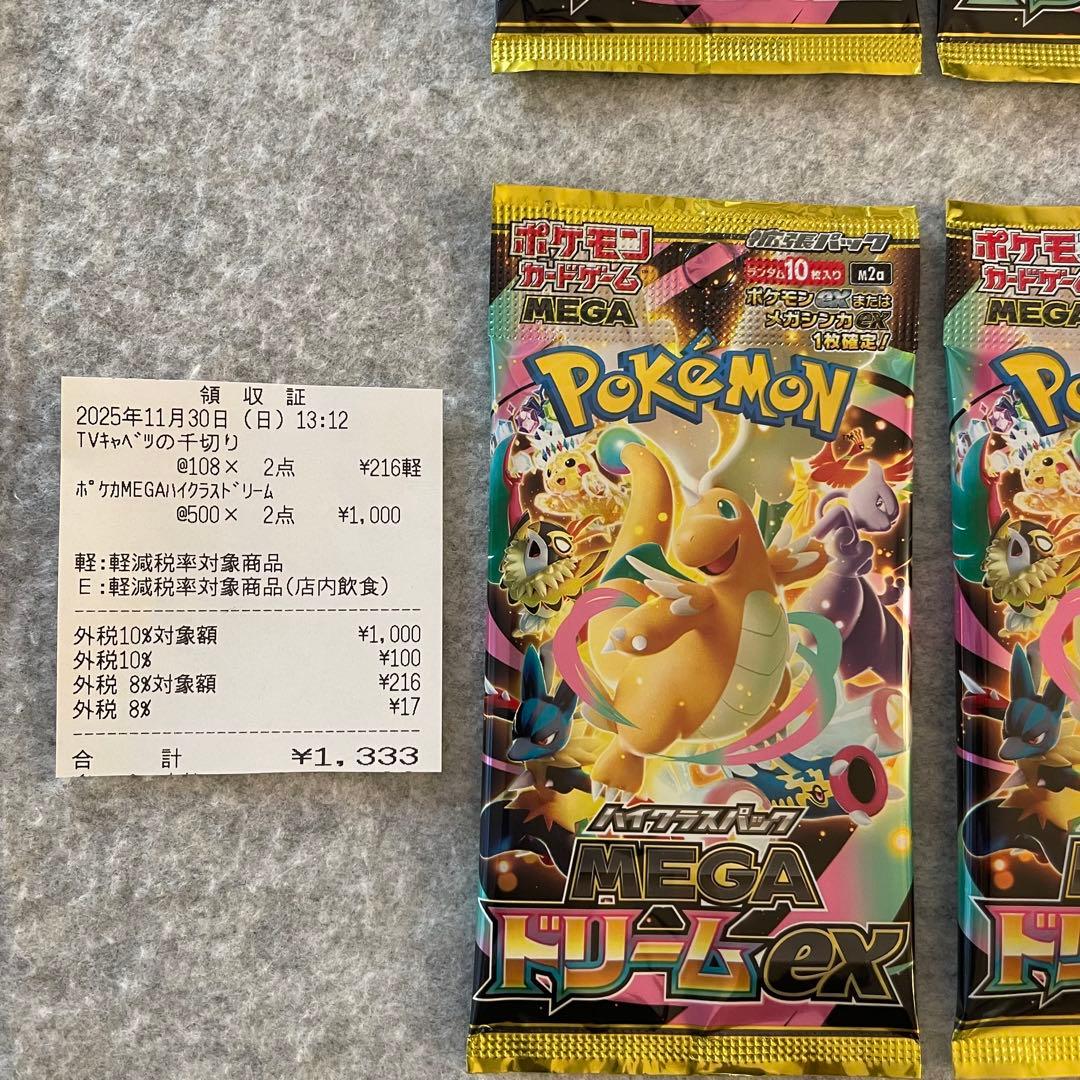 領 収 証
2025年11月30日 (日) 13:12
TVｷｬﾍﾞﾂの千切り
@108× 2点 ¥216軽
ﾎﾟｹｶMEGAﾊｲｸﾗｽﾄﾞﾘｰﾑ
@500× 2点 ¥1,000
軽:軽減税率対象商品
E:軽減税率対象商品(店内飲食)
外税10%対象額 ¥1,000
外税10% ¥100
外税 8%対象額 ¥216
外税 8% ¥17
合 計 ¥1,333
ポケモン
カードゲーム
MEGA
拡張パック
ランダム10枚入り M2a
ポケモンexまたは
メガシンカex
1枚確定!
POKéMON
ハイクラスパック
MEGA
ドリームex
ポケモ
カードゲーム
MEGA
Po
ド